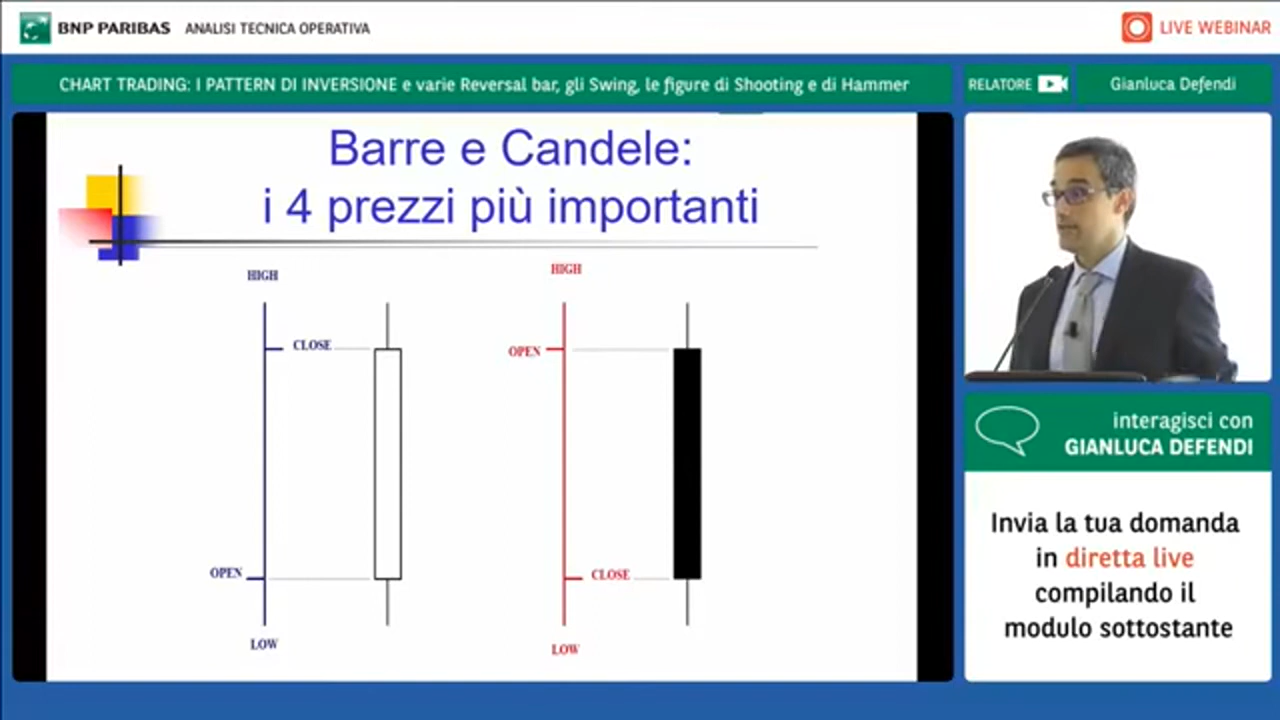 BNP PARIBAS ANALISI TECNICA OPERATIVA
LIVE WEBINAR
CHART TRADING: I PATTERN DI INVERSIONE e varie Reversal bar, gli Swing, le figure di Shooting e di Hammer
RELATORE
Gianluca Defendi
Barre e Candele:
i 4 prezzi più importanti
HIGH
HIGH
CLOSE
OPEN
OPEN
CLOSE
LOW
LOW
interagisci con
GIANLUCA DEFENDI
Invia la tua domanda
in diretta live
compilando il
modulo sottostante